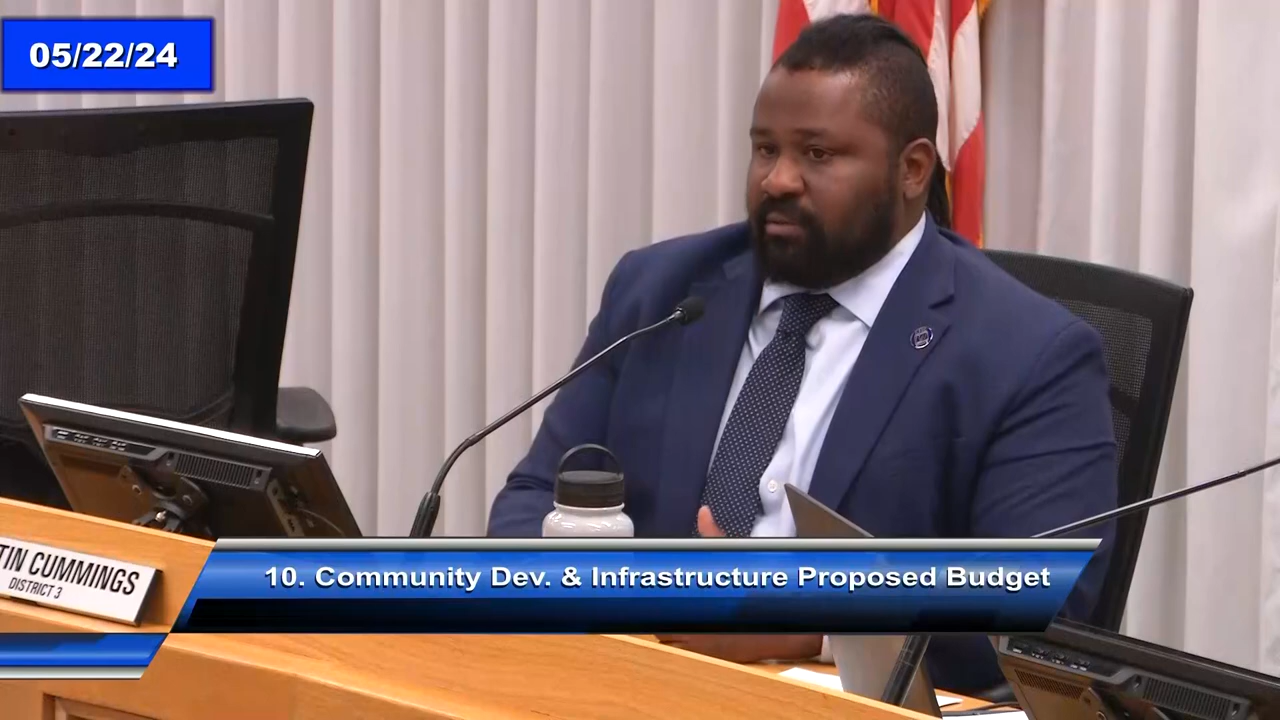 05/22/24
TIN CUMMINGS
DISTRICT 3
10. Community Dev. & Infrastructure Proposed Budget